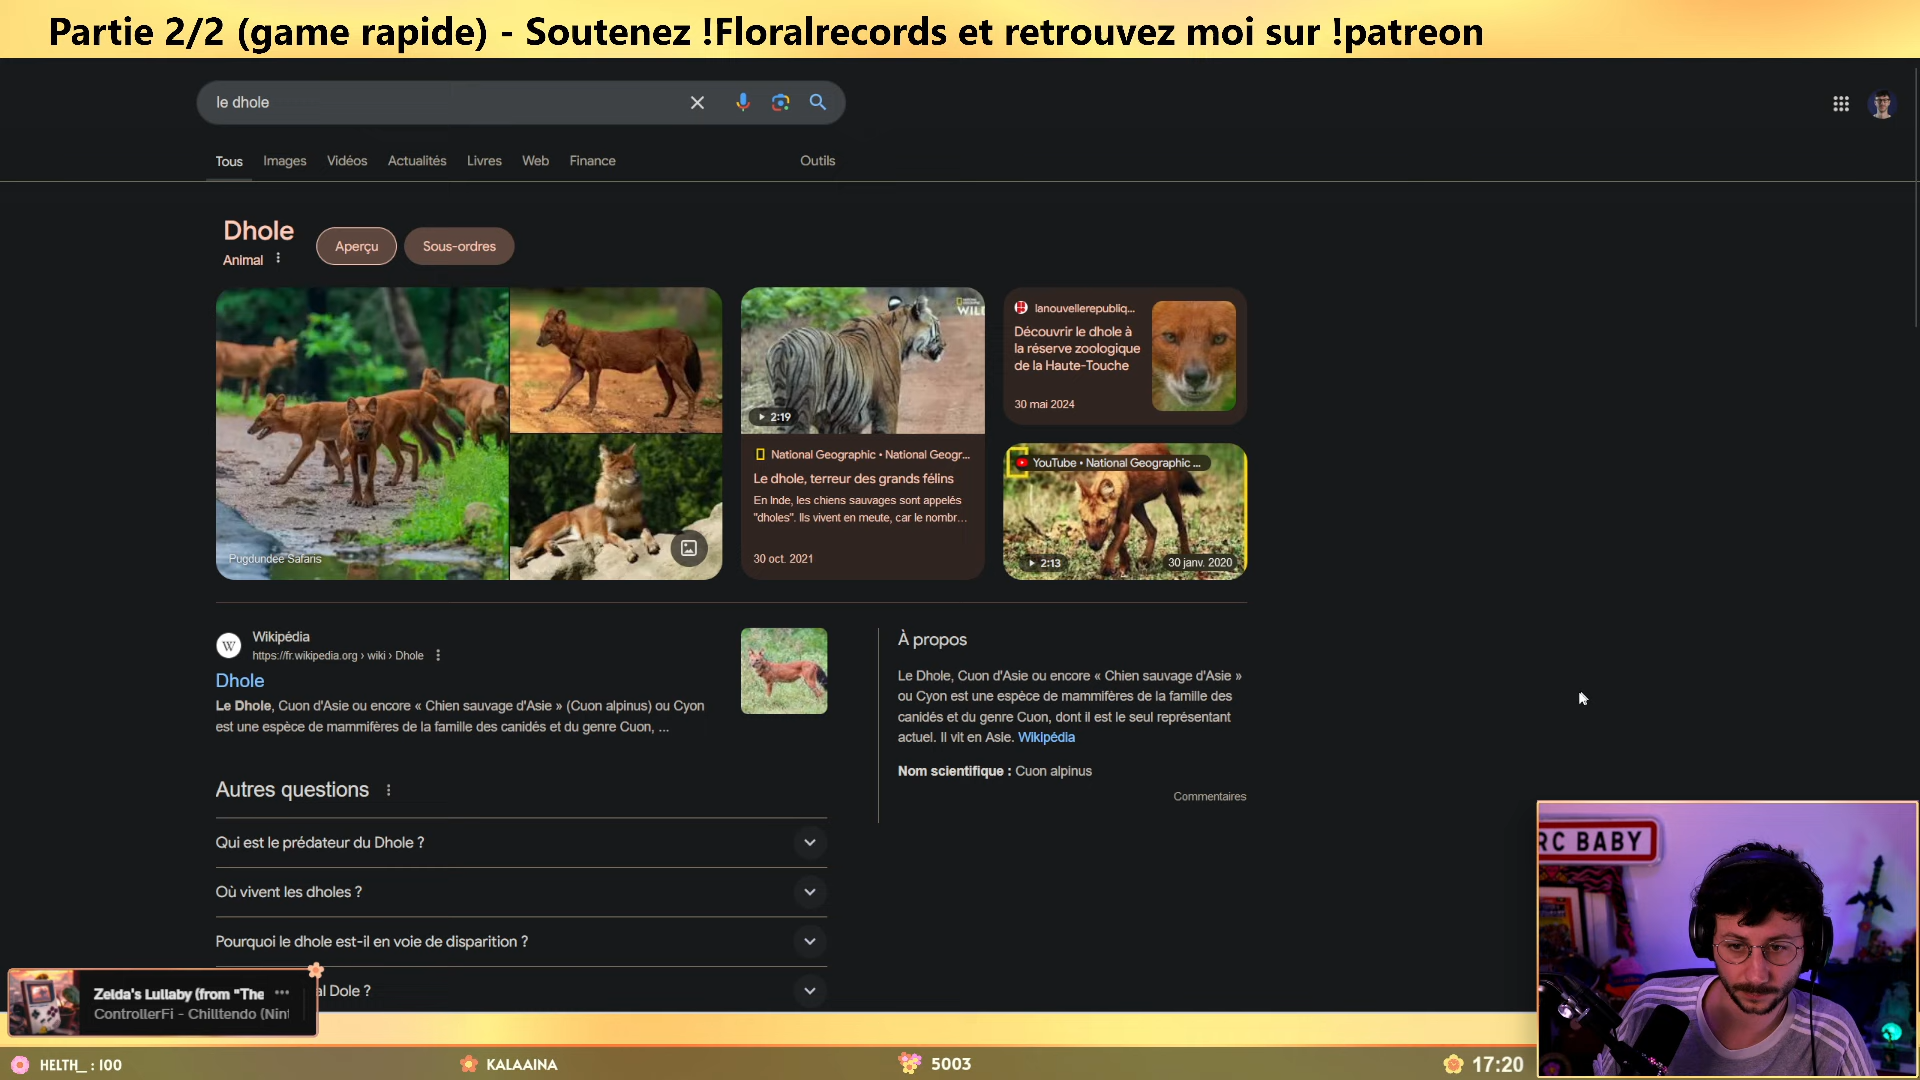 Partie 2/2 (game rapide) - Soutenez !Floralrecords et retrouvez moi sur !patreon
le dhole
Tous Images Vidéos Actualités Livres Web Finance Outils
Dhole
Animal
Aperçu
Sous-ordres
Pugdundee Safaris
WILD
2:19
National Geographic • National Geogr...
Le dhole, terreur des grands félins
En Inde, les chiens sauvages sont appelés
"dholes". Ils vivent en meute, car le nombr...
30 oct. 2021
lanouvellerepubliq...
Découvrir le dhole à
la réserve zoologique
de la Haute-Touche
30 mai 2024
YouTube • National Geographic ...
2:13
30 janv. 2020
Wikipédia
https://fr.wikipedia.org › wiki › Dhole
Dhole
Le Dhole, Cuon d'Asie ou encore « Chien sauvage d'Asie » (Cuon alpinus) ou Cyon
est une espèce de mammifères de la famille des canidés et du genre Cuon, ...
À propos
Le Dhole, Cuon d'Asie ou encore « Chien sauvage d'Asie »
ou Cyon est une espèce de mammifères de la famille des
canidés et du genre Cuon, dont il est le seul représentant
actuel. Il vit en Asie. Wikipédia
Nom scientifique : Cuon alpinus
Commentaires
Autres questions
Qui est le prédateur du Dhole ?
Où vivent les dholes ?
Pourquoi le dhole est-il en voie de disparition ?
al Dole ?
Zelda's Lullaby (from "The
ControllerFi - Chilltendo (Nint
RC BABY
HELTH_ : 100
KALAAINA
5003
17:20